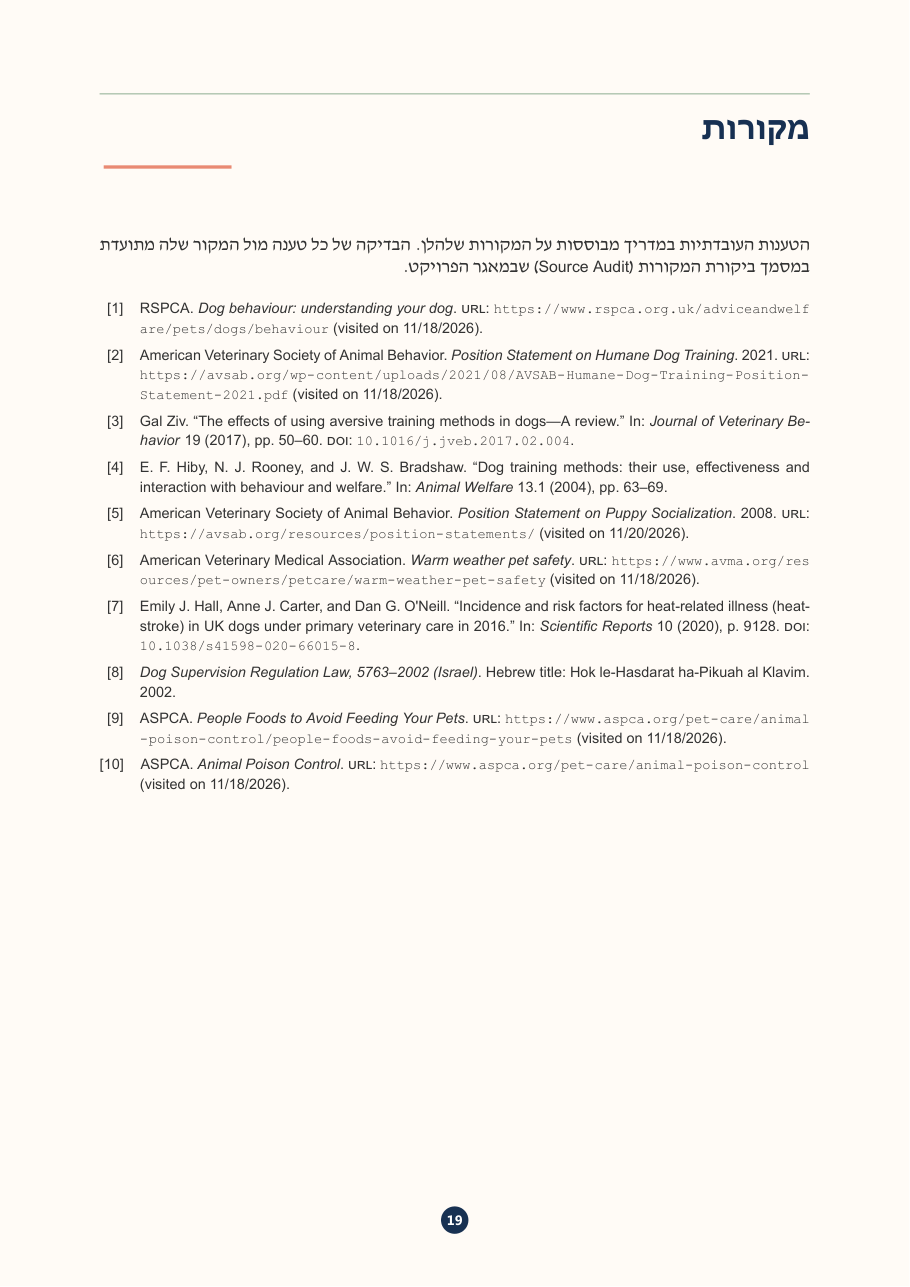 מקורות
הטענות העובדתיות במדריך מבוססות על המקורות שלהלן. הבדיקה של כל טענה מול המקור שלה מתועדת
במסמך ביקורת המקורות (Source Audit) שבמאגר הפרויקט.
[1] RSPCA. Dog behaviour: understanding your dog. URL: https://www.rspca.org.uk/adviceandwelf
are/pets/dogs/behaviour (visited on 11/18/2026).
[2] American Veterinary Society of Animal Behavior. Position Statement on Humane Dog Training. 2021. URL:
https://avsab.org/wp-content/uploads/2021/08/AVSAB-Humane-Dog-Training-Position-
Statement-2021.pdf (visited on 11/18/2026).
[3] Gal Ziv. “The effects of using aversive training methods in dogs—A review.” In: Journal of Veterinary Be-
havior 19 (2017), pp. 50–60. DOI: 10.1016/j.jveb.2017.02.004.
[4] E. F. Hiby, N. J. Rooney, and J. W. S. Bradshaw. “Dog training methods: their use, effectiveness and
interaction with behaviour and welfare.” In: Animal Welfare 13.1 (2004), pp. 63–69.
[5] American Veterinary Society of Animal Behavior. Position Statement on Puppy Socialization. 2008. URL:
https://avsab.org/resources/position-statements/ (visited on 11/20/2026).
[6] American Veterinary Medical Association. Warm weather pet safety. URL: https://www.avma.org/res
ources/pet-owners/petcare/warm-weather-pet-safety (visited on 11/18/2026).
[7] Emily J. Hall, Anne J. Carter, and Dan G. O'Neill. “Incidence and risk factors for heat-related illness (heat-
stroke) in UK dogs under primary veterinary care in 2016.” In: Scientific Reports 10 (2020), p. 9128. DOI:
10.1038/s41598-020-66015-8.
[8] Dog Supervision Regulation Law, 5763–2002 (Israel). Hebrew title: Hok le-Hasdarat ha-Pikuah al Klavim.
2002.
[9] ASPCA. People Foods to Avoid Feeding Your Pets. URL: https://www.aspca.org/pet-care/animal
-poison-control/people-foods-avoid-feeding-your-pets (visited on 11/18/2026).
[10] ASPCA. Animal Poison Control. URL: https://www.aspca.org/pet-care/animal-poison-control
(visited on 11/18/2026).
19